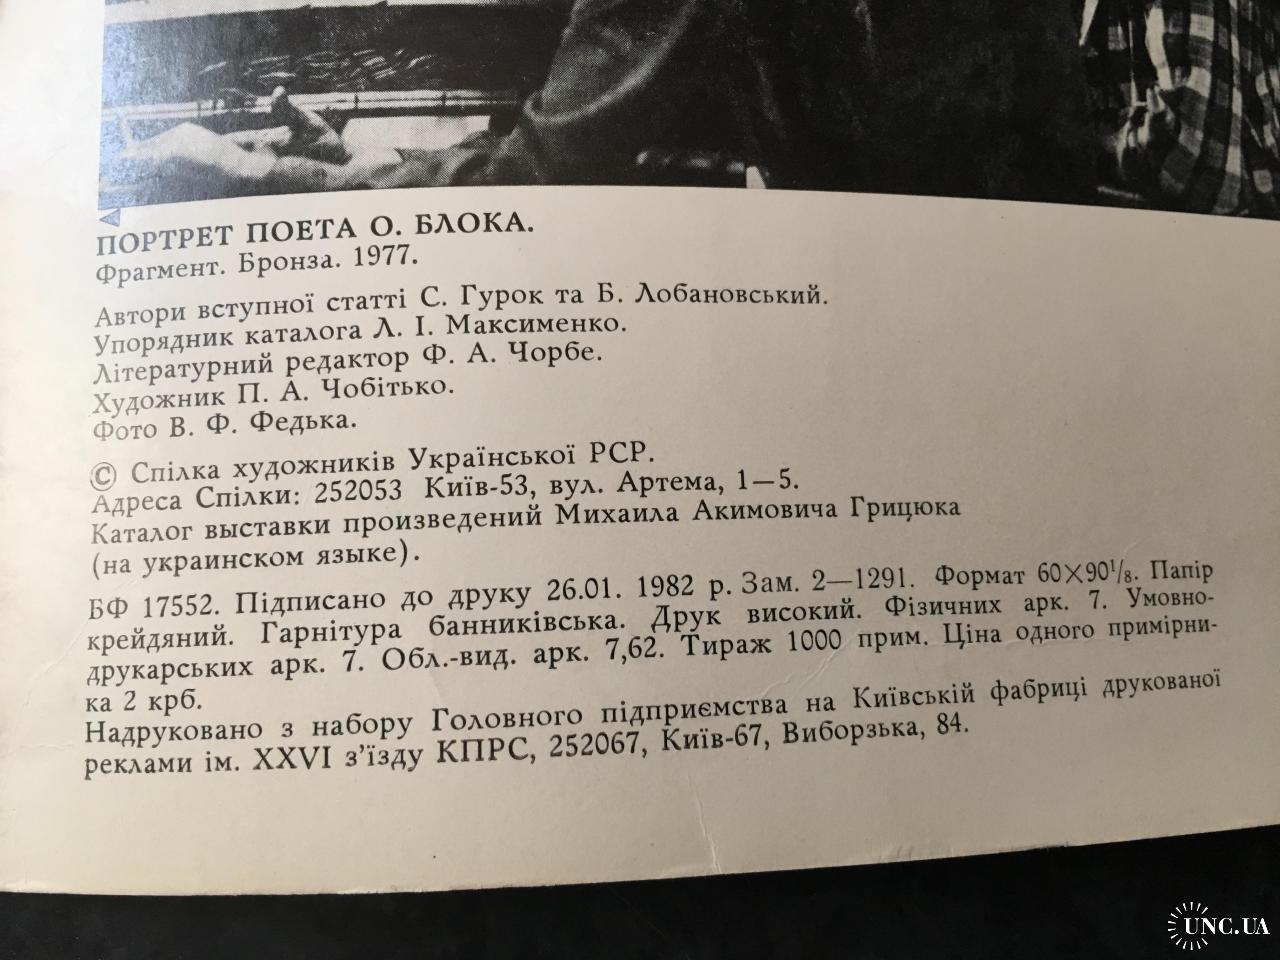 ПОРТРЕТ ПОЕТА О. БЛОКА.
Фрагмент. Бронза. 1977.
Автори вступної статті С. Гурок та Б. Лобановський.
Упорядник каталога Л. І. Максименко.
Літературний редактор Ф. А. Чорбе.
Художник П. А. Чобітько.
Фото В. Ф. Федька.
© Спілка художників Української РСР.
Адреса Спілки: 252053 Київ-53, вул. Артема, 1—5.
Каталог выставки произведений Михаила Акимовича Грицюка
(на украинском языке).
БФ 17552. Підписано до друку 26.01. 1982 р. Зам. 2—1291. Формат 60×90¹/₈. Папір
крейдяний. Гарнітура банниківська. Друк високий. Фізичних арк. 7. Умовно-
друкарських арк. 7. Обл.-вид. арк. 7,62. Тираж 1000 прим. Ціна одного примірни-
ка 2 крб.
Надруковано з набору Головного підприємства на Київській фабриці друкованої
реклами ім. XXVI з'їзду КПРС, 252067, Київ-67, Виборзька, 84.
UNC.UA